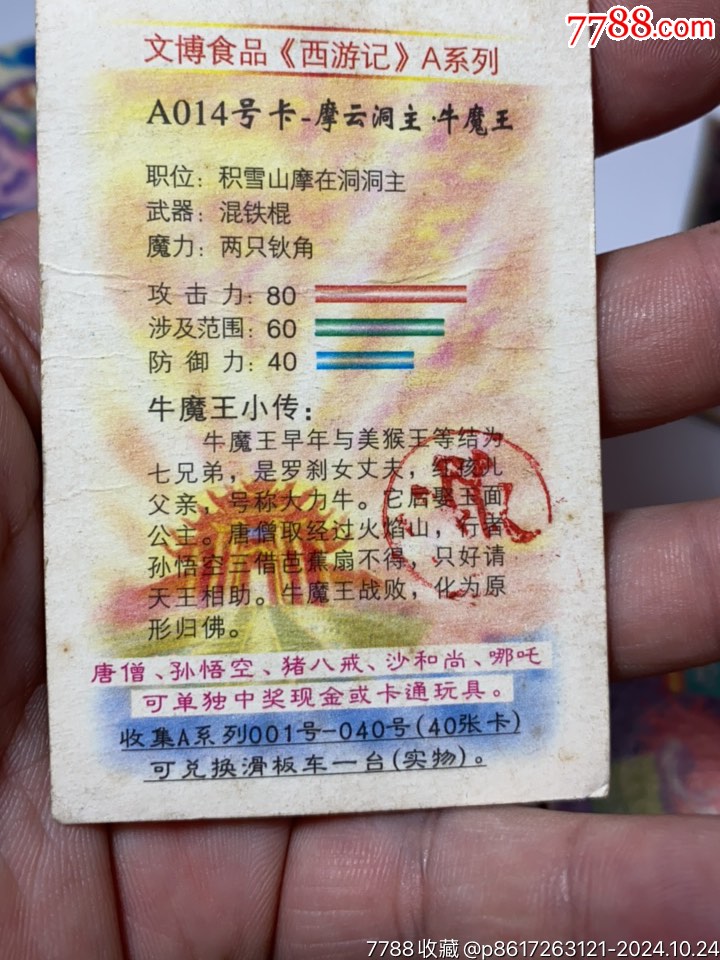 7788.com
文博食品《西游记》A系列
A014号卡-摩云洞主·牛魔王
职位：积雪山摩在洞洞主
武器：混铁棍
魔力：两只钬角
攻击力：80
涉及范围：60
防御力：40
牛魔王小传：
牛魔王早年与美猴王等结为
七兄弟，是罗刹女丈夫，红孩儿
父亲，号称大力牛。它后娶玉面
公主。唐僧取经过火焰山，行者
孙悟空三借芭蕉扇不得，只好请
天王相助。牛魔王战败，化为原
形归佛。
唐僧、孙悟空、猪八戒、沙和尚、哪吒
可单独中奖现金或卡通玩具。
收集A系列001号-040号(40张卡)
可兑换滑板车一台(实物)。
7788收藏@p8617263121-2024.10.24